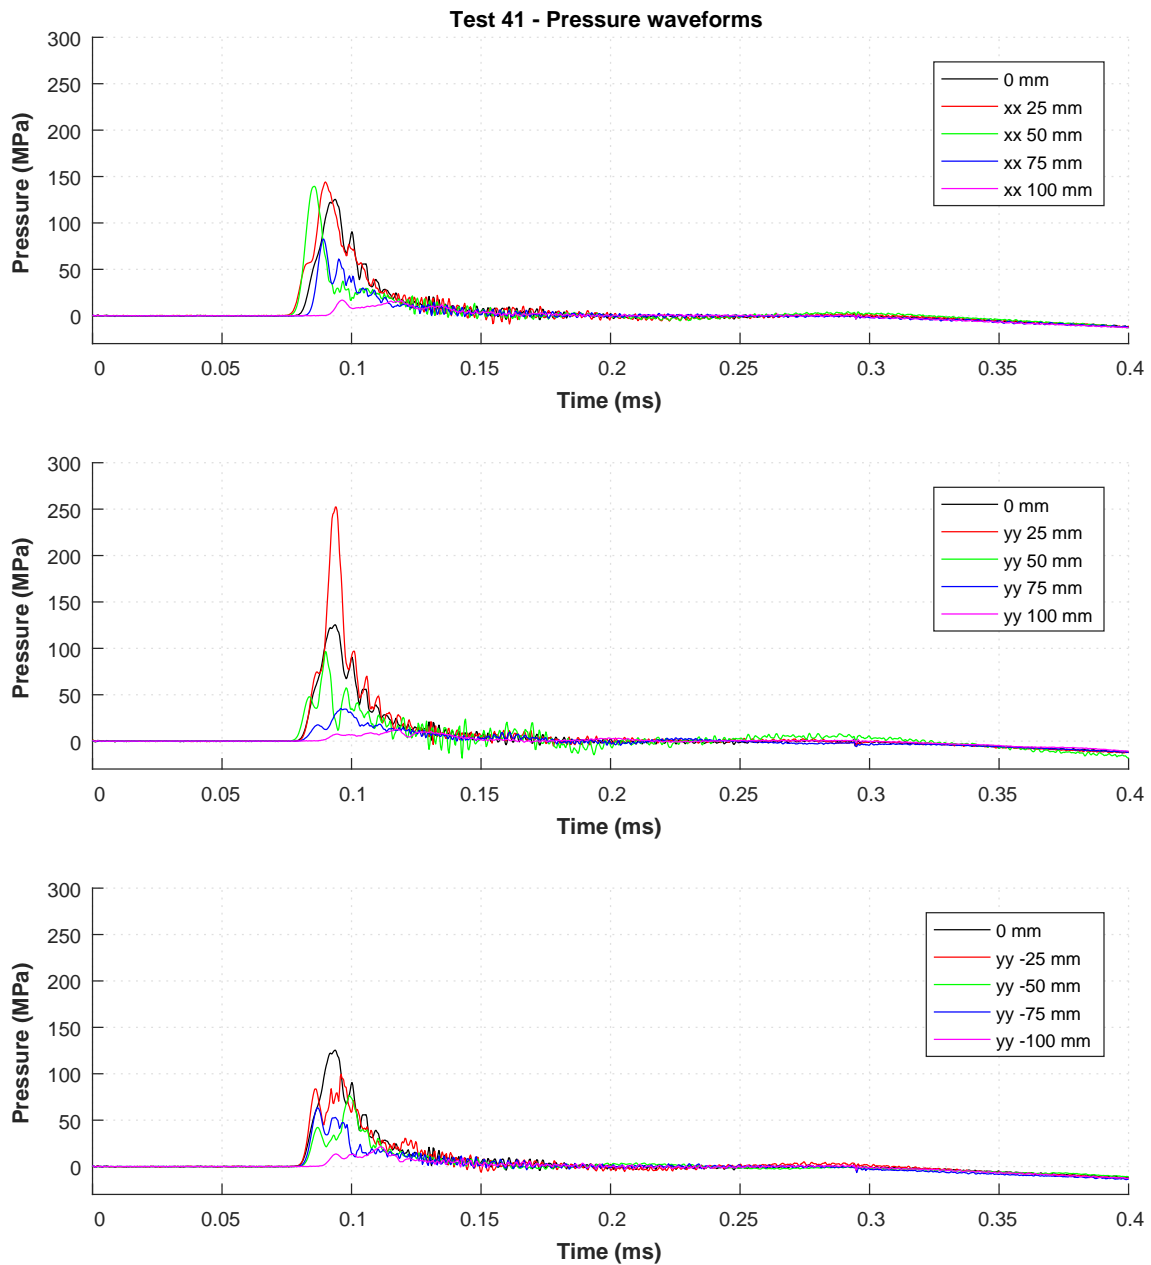 Test 41 - Pressure waveforms
300
250
200
150
100
50
0
Pressure (MPa)
0 mm
xx 25 mm
xx 50 mm
xx 75 mm
xx 100 mm
0 0.05 0.1 0.15 0.2 0.25 0.3 0.35 0.4
Time (ms)
300
250
200
150
100
50
0
Pressure (MPa)
0 mm
yy 25 mm
yy 50 mm
yy 75 mm
yy 100 mm
0 0.05 0.1 0.15 0.2 0.25 0.3 0.35 0.4
Time (ms)
300
250
200
150
100
50
0
Pressure (MPa)
0 mm
yy -25 mm
yy -50 mm
yy -75 mm
yy -100 mm
0 0.05 0.1 0.15 0.2 0.25 0.3 0.35 0.4
Time (ms)